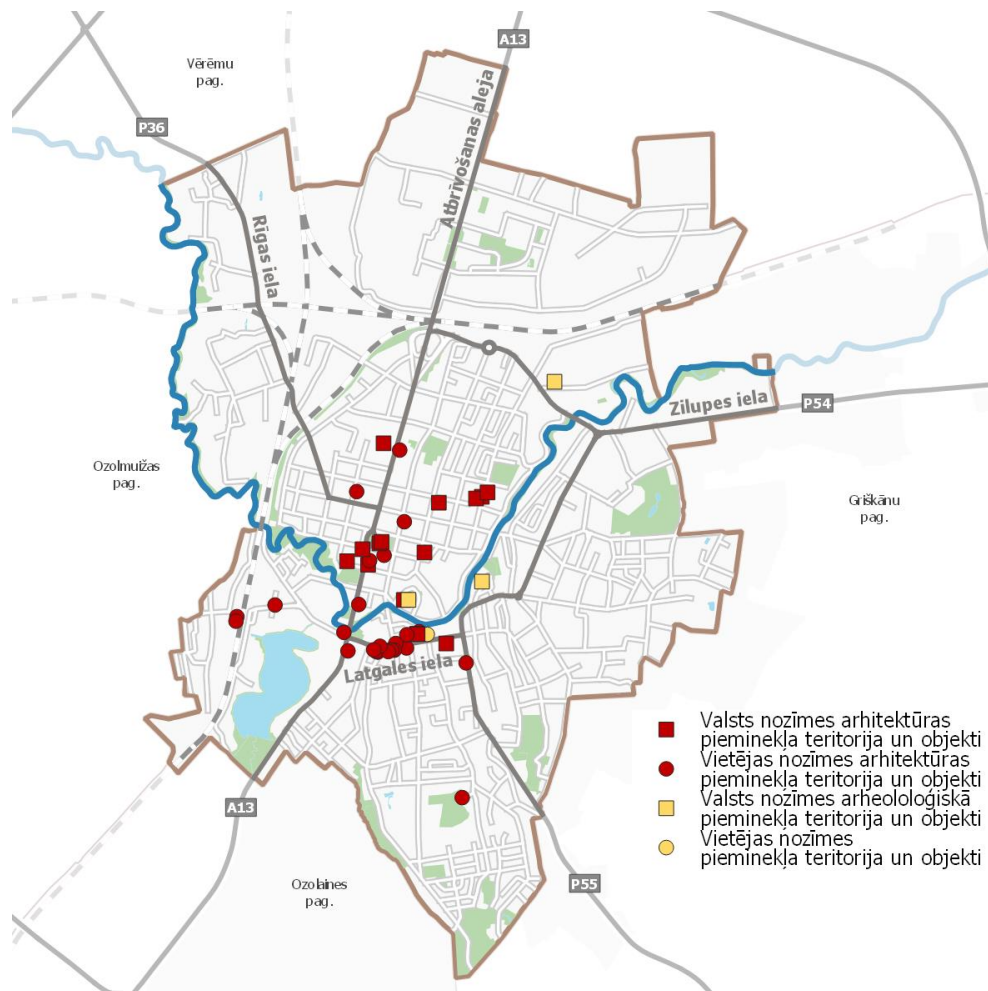 A13
Vērēmu
pag.
P36
Atbrīvošanas aleja
Rīgas iela
Zilupes iela
P54
Ozolmuižas
pag.
Griškānu
pag.
Latgales iela
Valsts nozīmes arhitektūras
pieminekļa teritorija un objekti
Vietējas nozīmes arhitektūras
pieminekļa teritorija un objekti
Valsts nozīmes arheololoģiskā
pieminekļa teritorija un objekti
Vietējas nozīmes
pieminekļa teritorija un objekti
A13
Ozolaines
pag.
P55